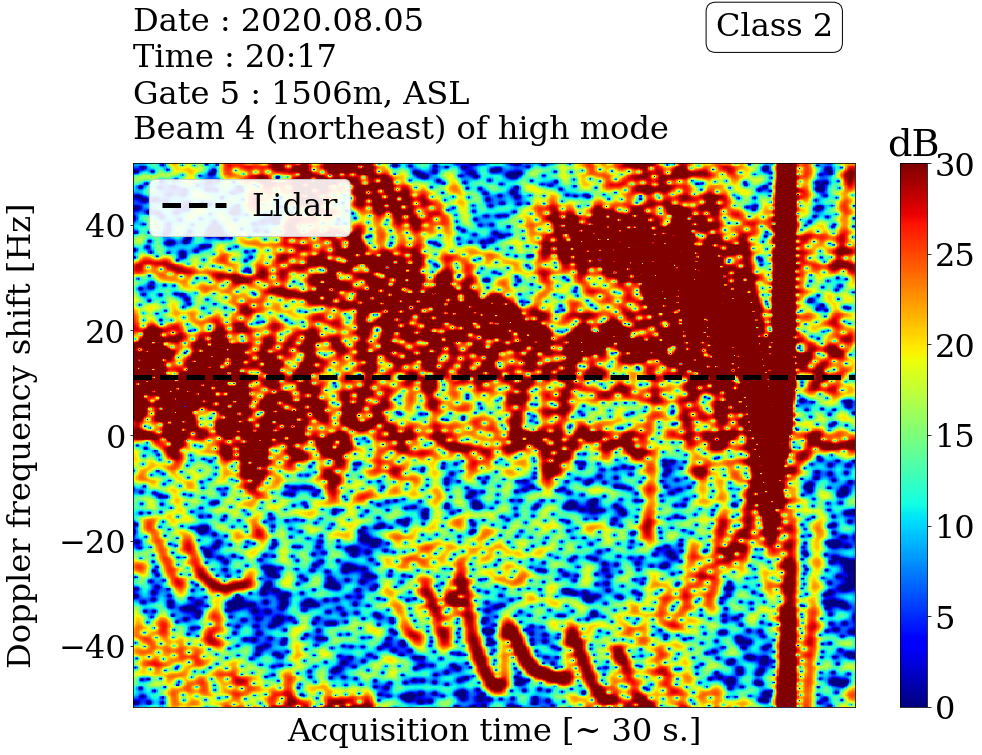 Date : 2020.08.05
Time : 20:17
Gate 5 : 1506m, ASL
Beam 4 (northeast) of high mode
Class 2
dB
Lidar
Doppler frequency shift [Hz]
40
20
0
−20
−40
Acquisition time [~ 30 s.]
30
25
20
15
10
5
0